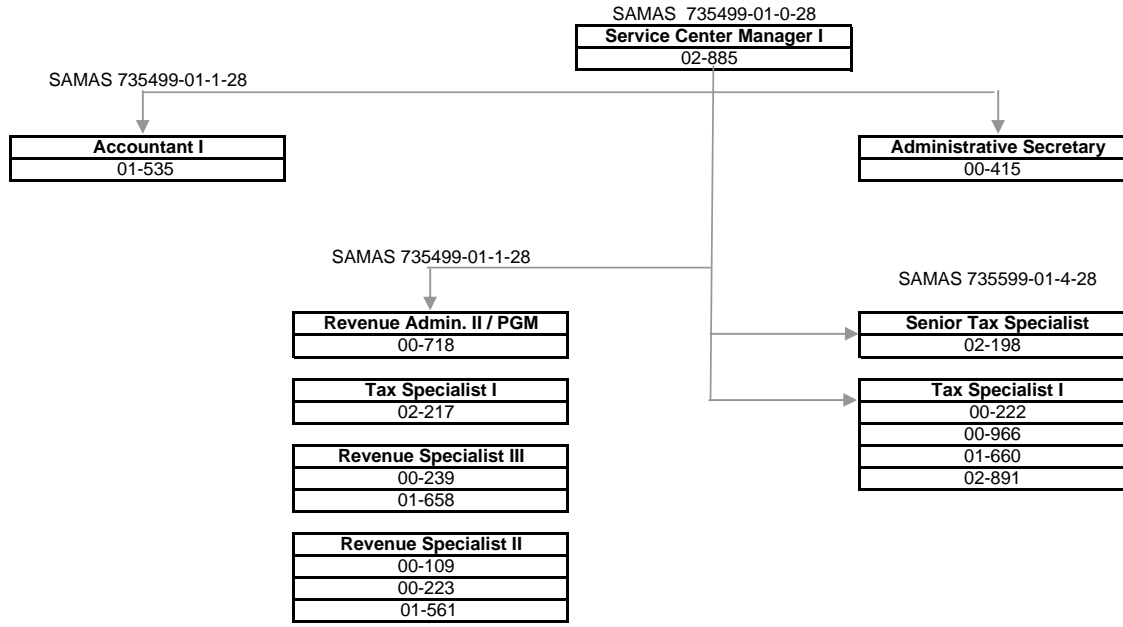 SAMAS  735499-01-0-28
Service Center Manager I
02-885
SAMAS 735499-01-1-28
Accountant I
01-535
Administrative Secretary
00-415
SAMAS 735499-01-1-28
Revenue Admin. II / PGM
00-718
Tax Specialist I
02-217
Revenue Specialist III
00-239
01-658
Revenue Specialist II
00-109
00-223
01-561
SAMAS 735599-01-4-28
Senior Tax Specialist
02-198
Tax Specialist I
00-222
00-966
01-660
02-891